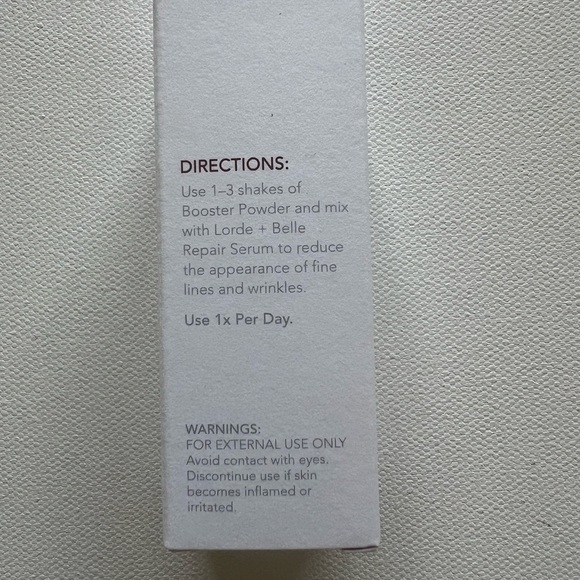 DIRECTIONS:
Use 1–3 shakes of
Booster Powder and mix
with Lorde + Belle
Repair Serum to reduce
the appearance of fine
lines and wrinkles.
Use 1x Per Day.
WARNINGS:
FOR EXTERNAL USE ONLY
Avoid contact with eyes.
Discontinue use if skin
becomes inflamed or
irritated.